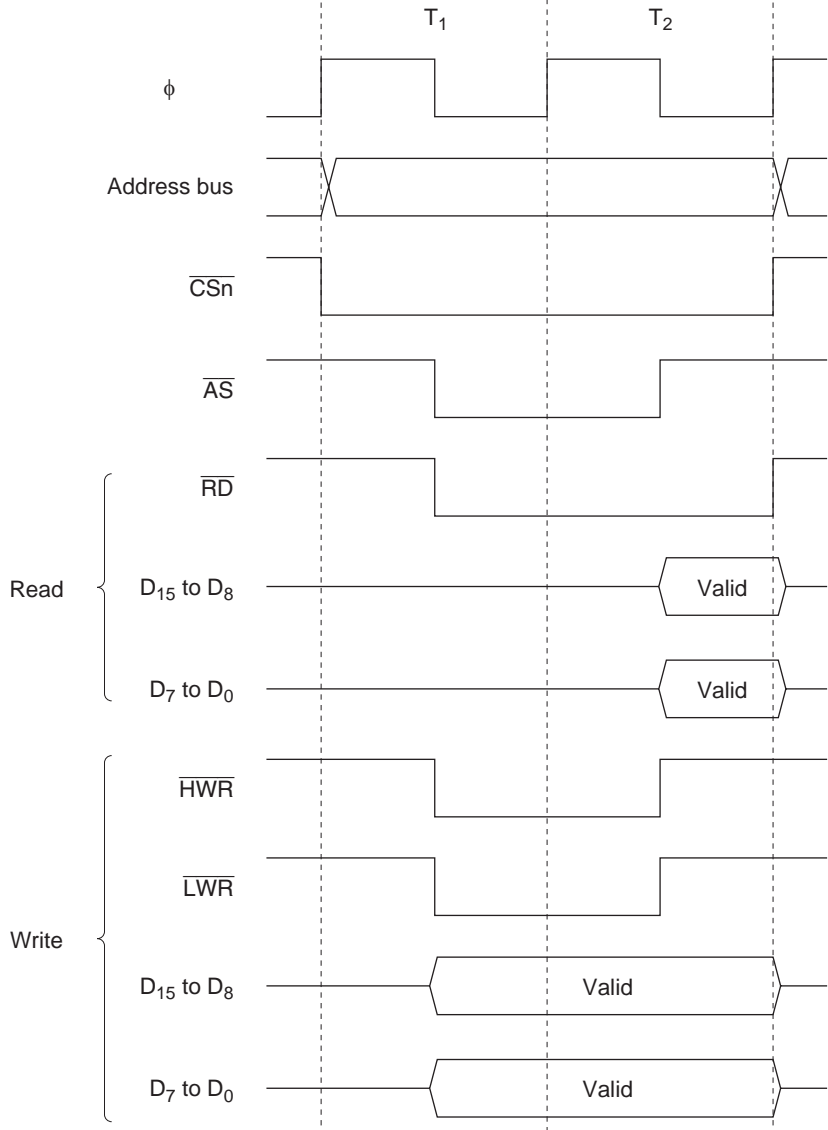 T1 T2
ϕ
Address bus
CSn
AS
RD
Read D15 to D8 Valid
D7 to D0 Valid
HWR
LWR
Write
D15 to D8 Valid
D7 to D0 Valid